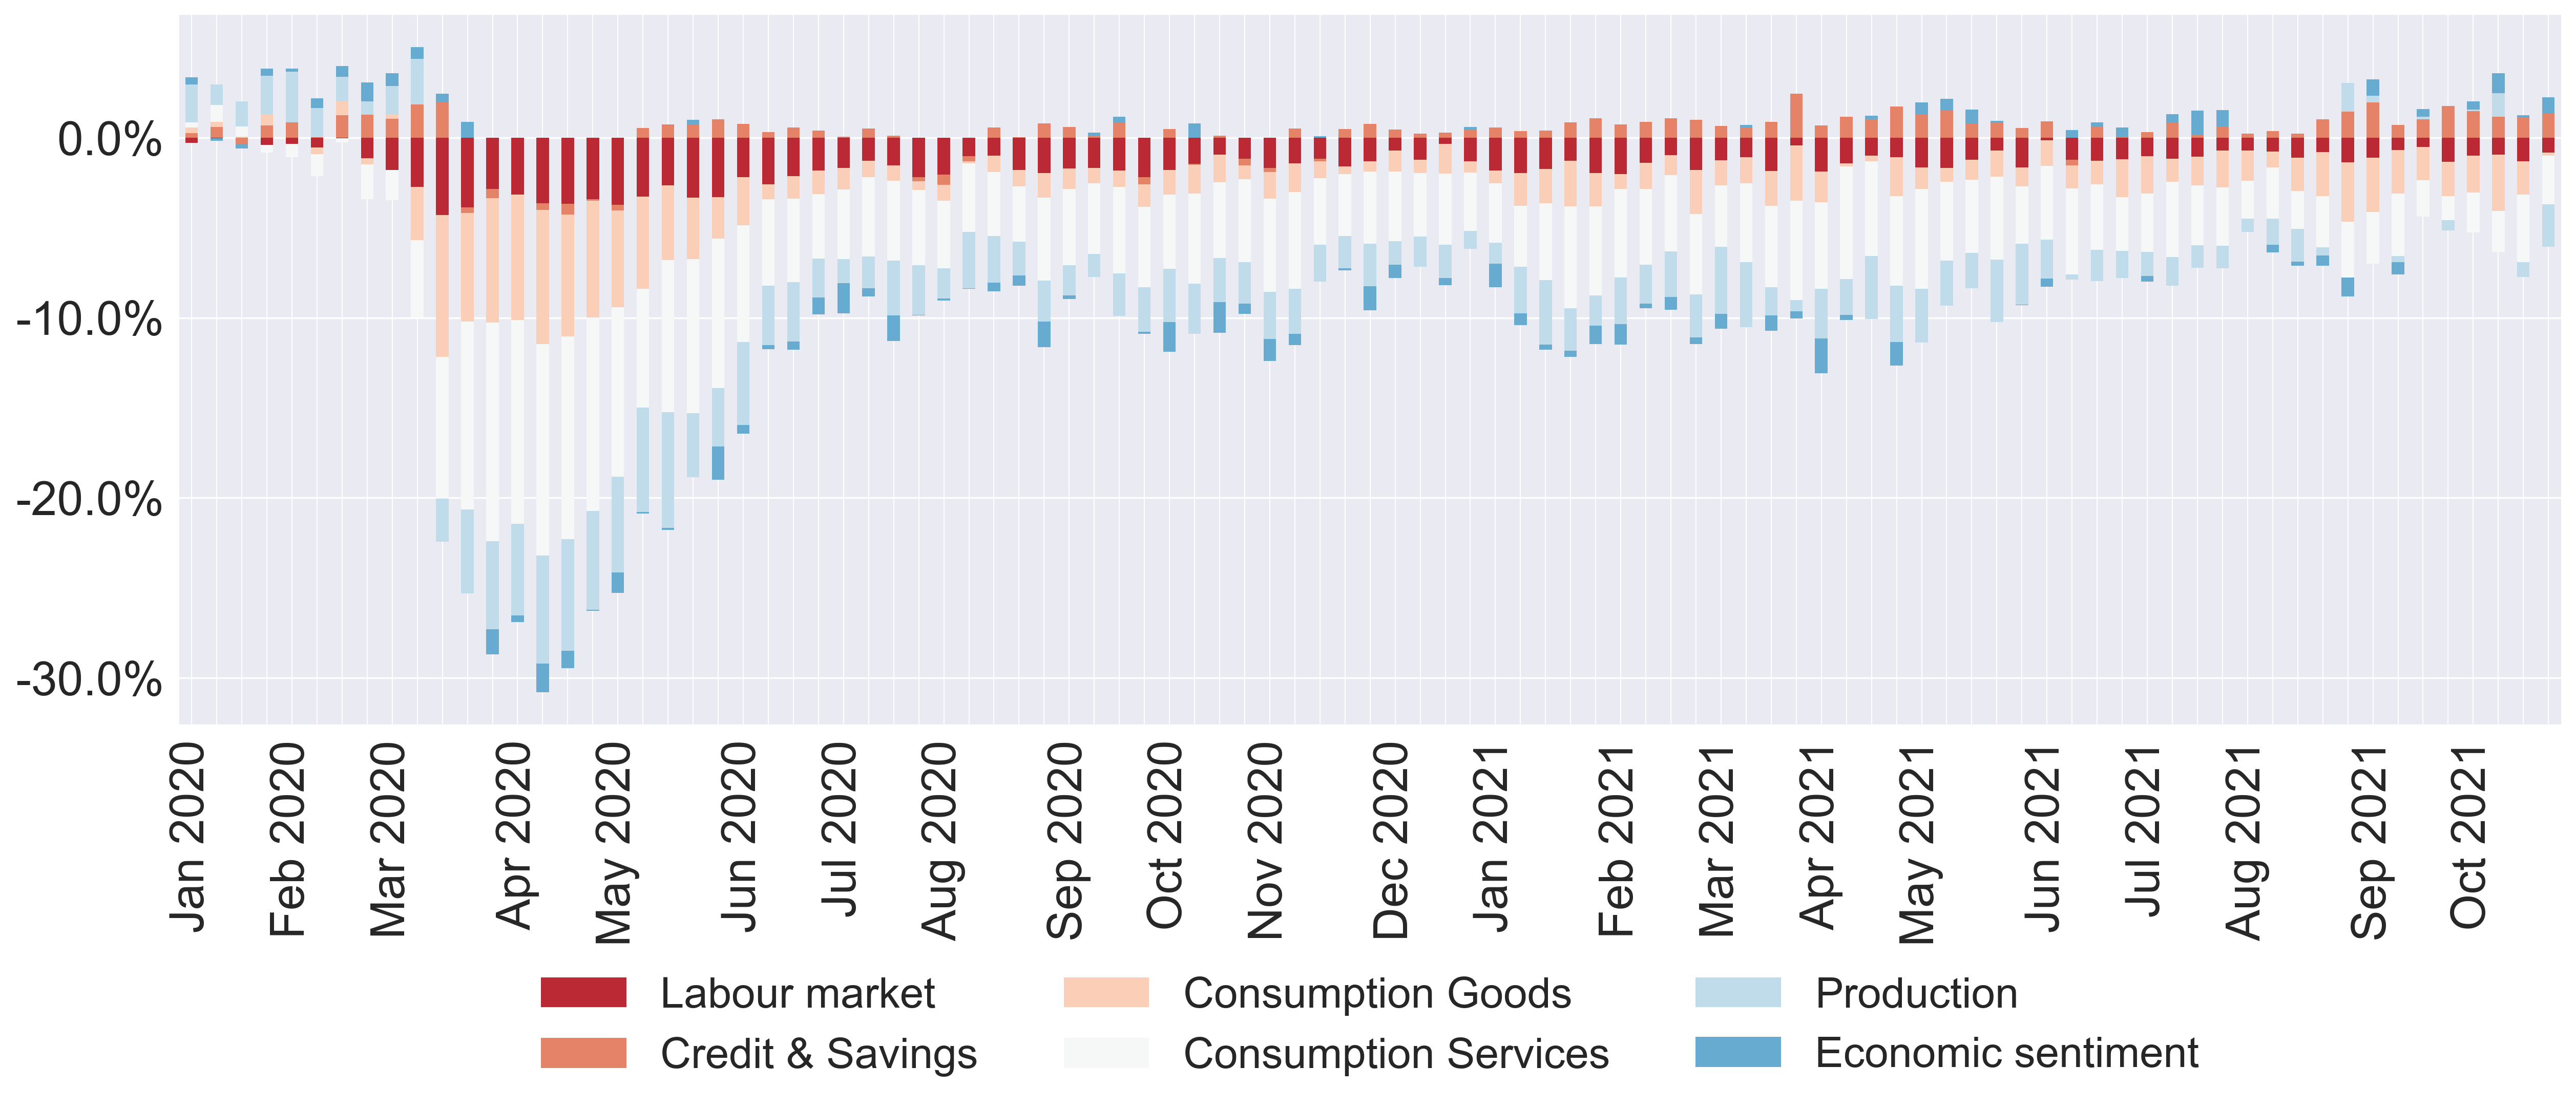 0.0%
-10.0%
-20.0%
-30.0%
Jan 2020
Feb 2020
Mar 2020
Apr 2020
May 2020
Jun 2020
Jul 2020
Aug 2020
Sep 2020
Oct 2020
Nov 2020
Dec 2020
Jan 2021
Feb 2021
Mar 2021
Apr 2021
May 2021
Jun 2021
Jul 2021
Aug 2021
Sep 2021
Oct 2021
Labour market
Credit & Savings
Consumption Goods
Consumption Services
Production
Economic sentiment